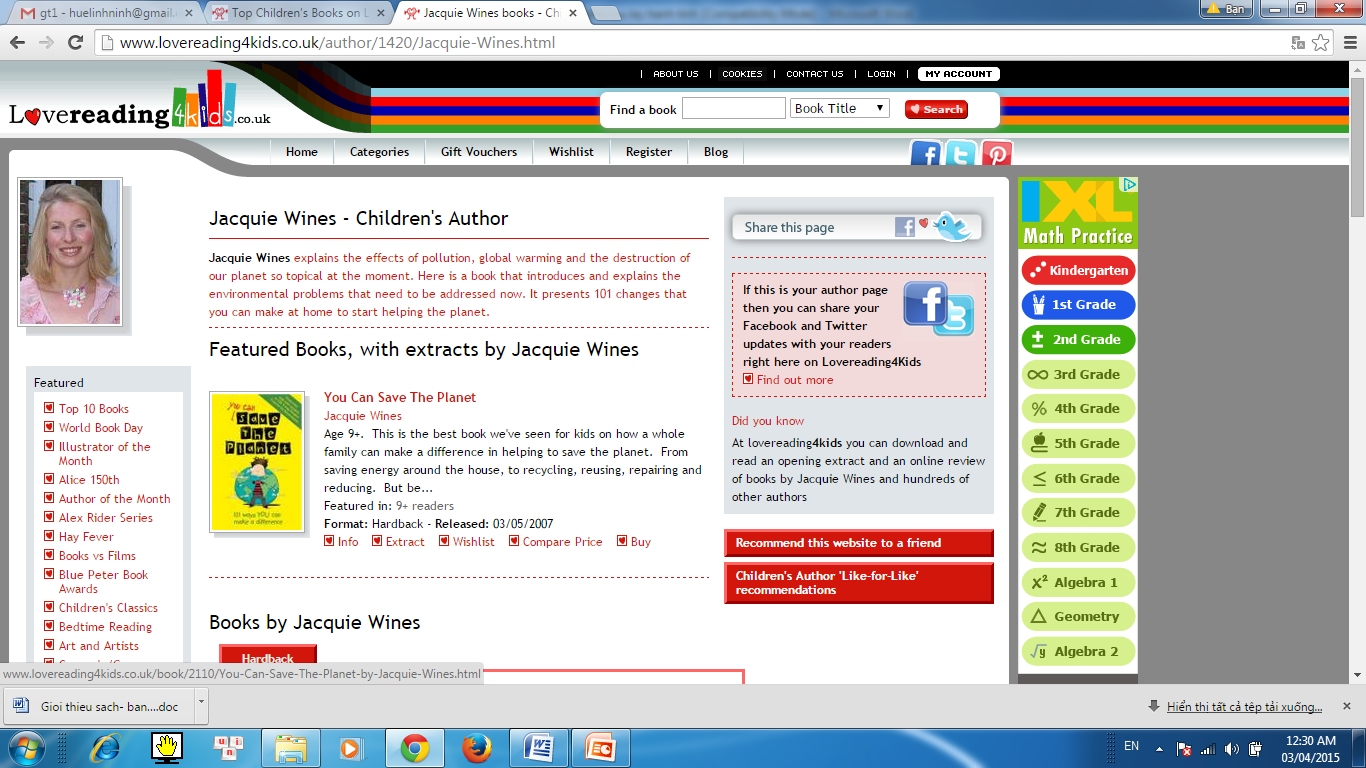 gt1 - huelinhninh@gmail.
Top Children's Books on L
Jacquie Wines books - Chi
Bạn
www.lovereading4kids.co.uk/author/1420/Jacquie-Wines.html
ABOUT US | COOKIES | CONTACT US | LOGIN | MY ACCOUNT
Lovereading4kids.co.uk
Find a book Book Title Search
Home Categories Gift Vouchers Wishlist Register Blog
Jacquie Wines - Children's Author
Jacquie Wines explains the effects of pollution, global warming and the destruction of
our planet so topical at the moment. Here is a book that introduces and explains the
environmental problems that need to be addressed now. It presents 101 changes that
you can make at home to start helping the planet.
Featured Books, with extracts by Jacquie Wines
you can
Save
The
Planet
101 ways YOU can
make a difference
You Can Save The Planet
Jacquie Wines
Age 9+. This is the best book we've seen for kids on how a whole
family can make a difference in helping to save the planet. From
saving energy around the house, to recycling, reusing, repairing and
reducing. But be...
Featured in: 9+ readers
Format: Hardback - Released: 03/05/2007
Info Extract Wishlist Compare Price Buy
Books by Jacquie Wines
Hardback
Featured
Top 10 Books
World Book Day
Illustrator of the
Month
Alice 150th
Author of the Month
Alex Rider Series
Hay Fever
Books vs Films
Blue Peter Book
Awards
Children's Classics
Bedtime Reading
Art and Artists
Share this page
If this is your author page
then you can share your
Facebook and Twitter
updates with your readers
right here on Lovereading4Kids
Find out more
Did you know
At lovereading4kids you can download and
read an opening extract and an online review
of books by Jacquie Wines and hundreds of
other authors
Recommend this website to a friend
Children's Author 'Like-for-Like'
recommendations
IXL
Math Practice
Kindergarten
1st Grade
2nd Grade
3rd Grade
4th Grade
5th Grade
6th Grade
7th Grade
8th Grade
Algebra 1
Geometry
Algebra 2
www.lovereading4kids.co.uk/book/2110/You-Can-Save-The-Planet-by-Jacquie-Wines.html
Gioi thieu sach- ban....doc
Hiển thị tất cả tệp tải xuống...
EN
12:30 AM
03/04/2015